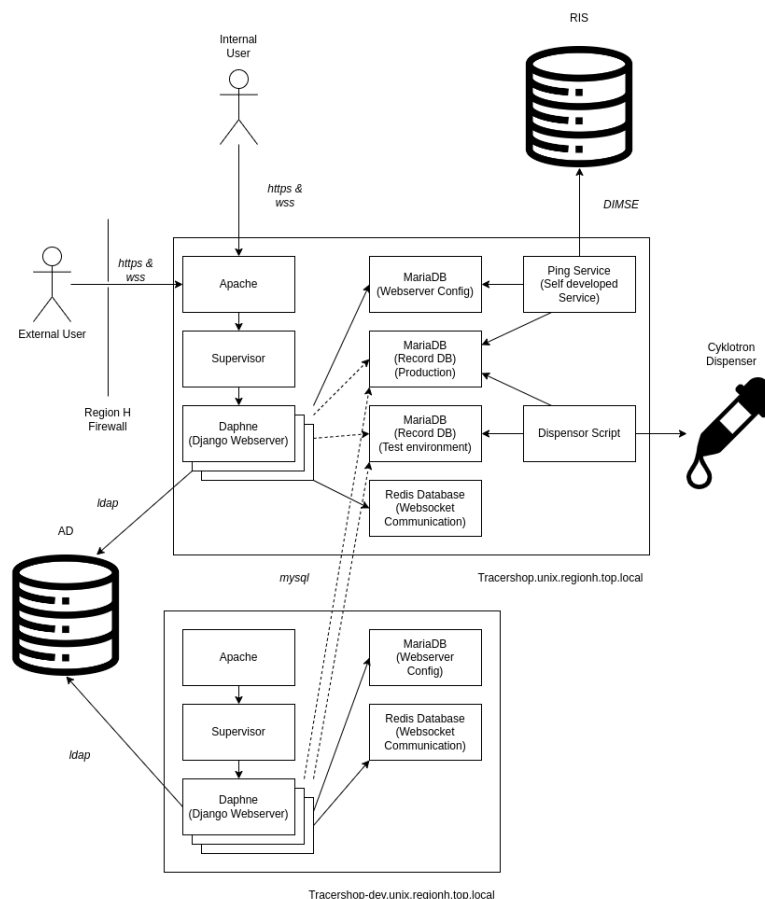 RIS
Internal
User
https &
wss
DIMSE
https &
wss
External User
Region H
Firewall
Apache
MariaDB
(Webserver Config)
Ping Service
(Self developed
Service)
Supervisor
MariaDB
(Record DB)
(Production)
Cyklotron
Dispenser
Daphne
(Django Webserver)
MariaDB
(Record DB)
(Test environment)
Dispensor Script
Redis Database
(Websocket
Communication)
ldap
AD
mysql
Tracershop.unix.regionh.top.local
Apache
MariaDB
(Webserver
Config)
Supervisor
Redis Database
(Websocket
Communication)
ldap
Daphne
(Django Webserver)
Tracershop-dev.unix.regionh.top.local